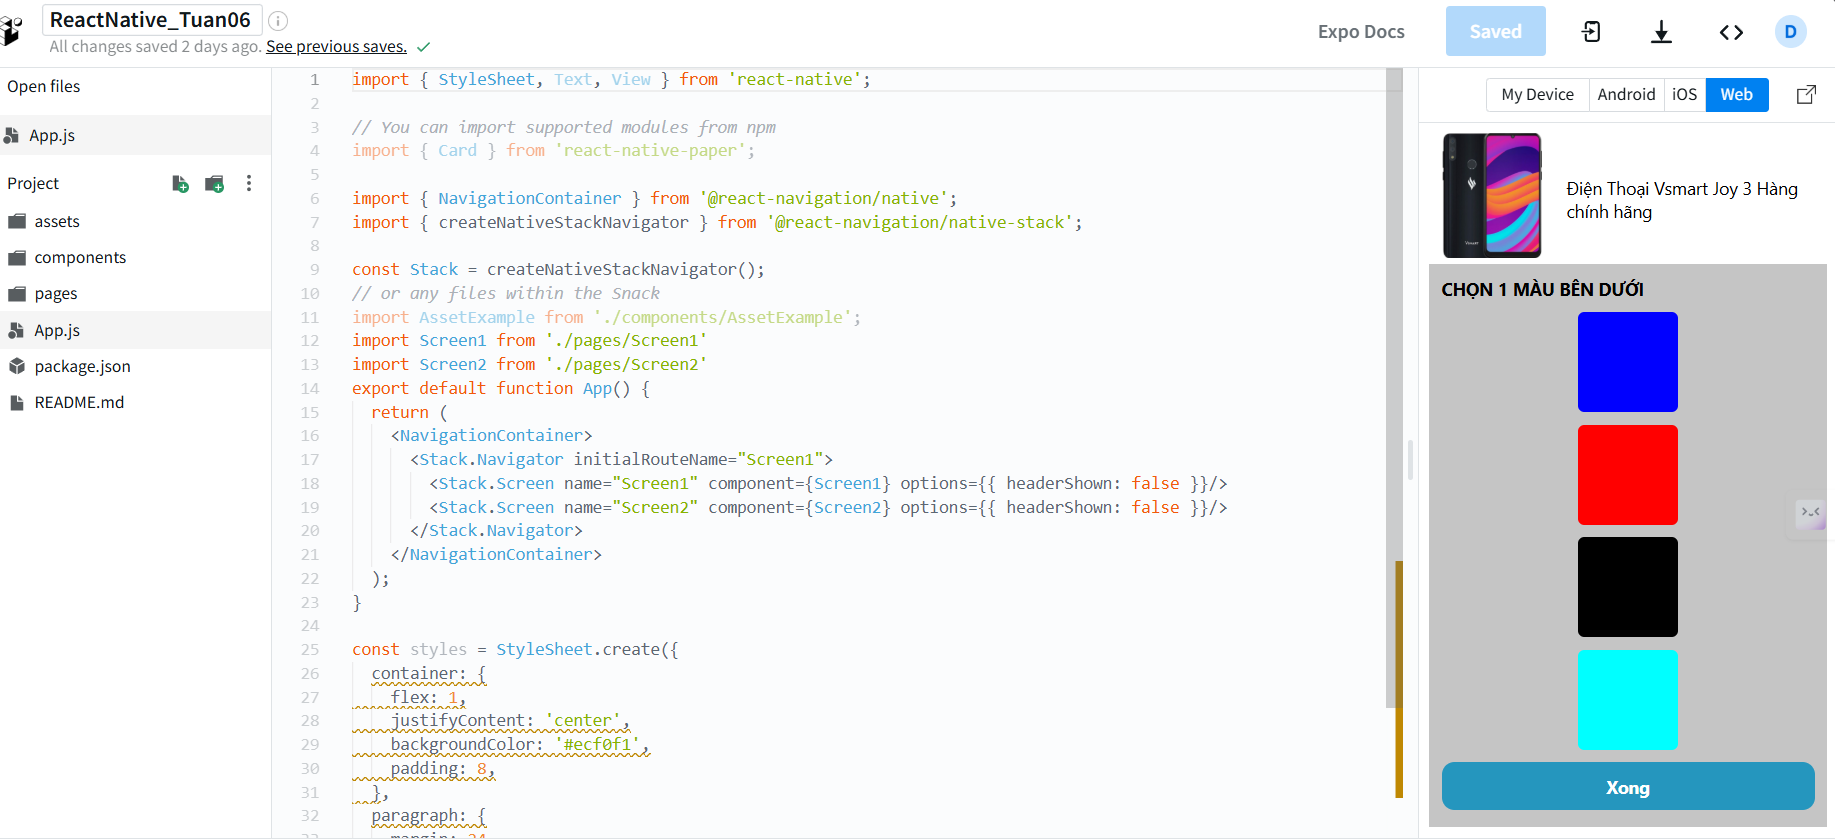 ReactNative_Tuan06
All changes saved 2 days ago. See previous saves.
Expo Docs
Saved
D
Open files
App.js
Project
assets
components
pages
App.js
package.json
README.md
1 import { StyleSheet, Text, View } from 'react-native';
2
3 // You can import supported modules from npm
4 import { Card } from 'react-native-paper';
5
6 import { NavigationContainer } from '@react-navigation/native';
7 import { createNativeStackNavigator } from '@react-navigation/native-stack';
8
9 const Stack = createNativeStackNavigator();
10 // or any files within the Snack
11 import AssetExample from './components/AssetExample';
12 import Screen1 from './pages/Screen1'
13 import Screen2 from './pages/Screen2'
14 export default function App() {
15 return (
16 <NavigationContainer>
17 <Stack.Navigator initialRouteName="Screen1">
18 <Stack.Screen name="Screen1" component={Screen1} options={{ headerShown: false }}/>
19 <Stack.Screen name="Screen2" component={Screen2} options={{ headerShown: false }}/>
20 </Stack.Navigator>
21 </NavigationContainer>
22 );
23 }
24
25 const styles = StyleSheet.create({
26 container: {
27 flex: 1,
28 justifyContent: 'center',
29 backgroundColor: '#ecf0f1',
30 padding: 8,
31 },
32 paragraph: {
My Device
Android
iOS
Web
Điện Thoại Vsmart Joy 3 Hàng
chính hãng
CHỌN 1 MÀU BÊN DƯỚI
Xong